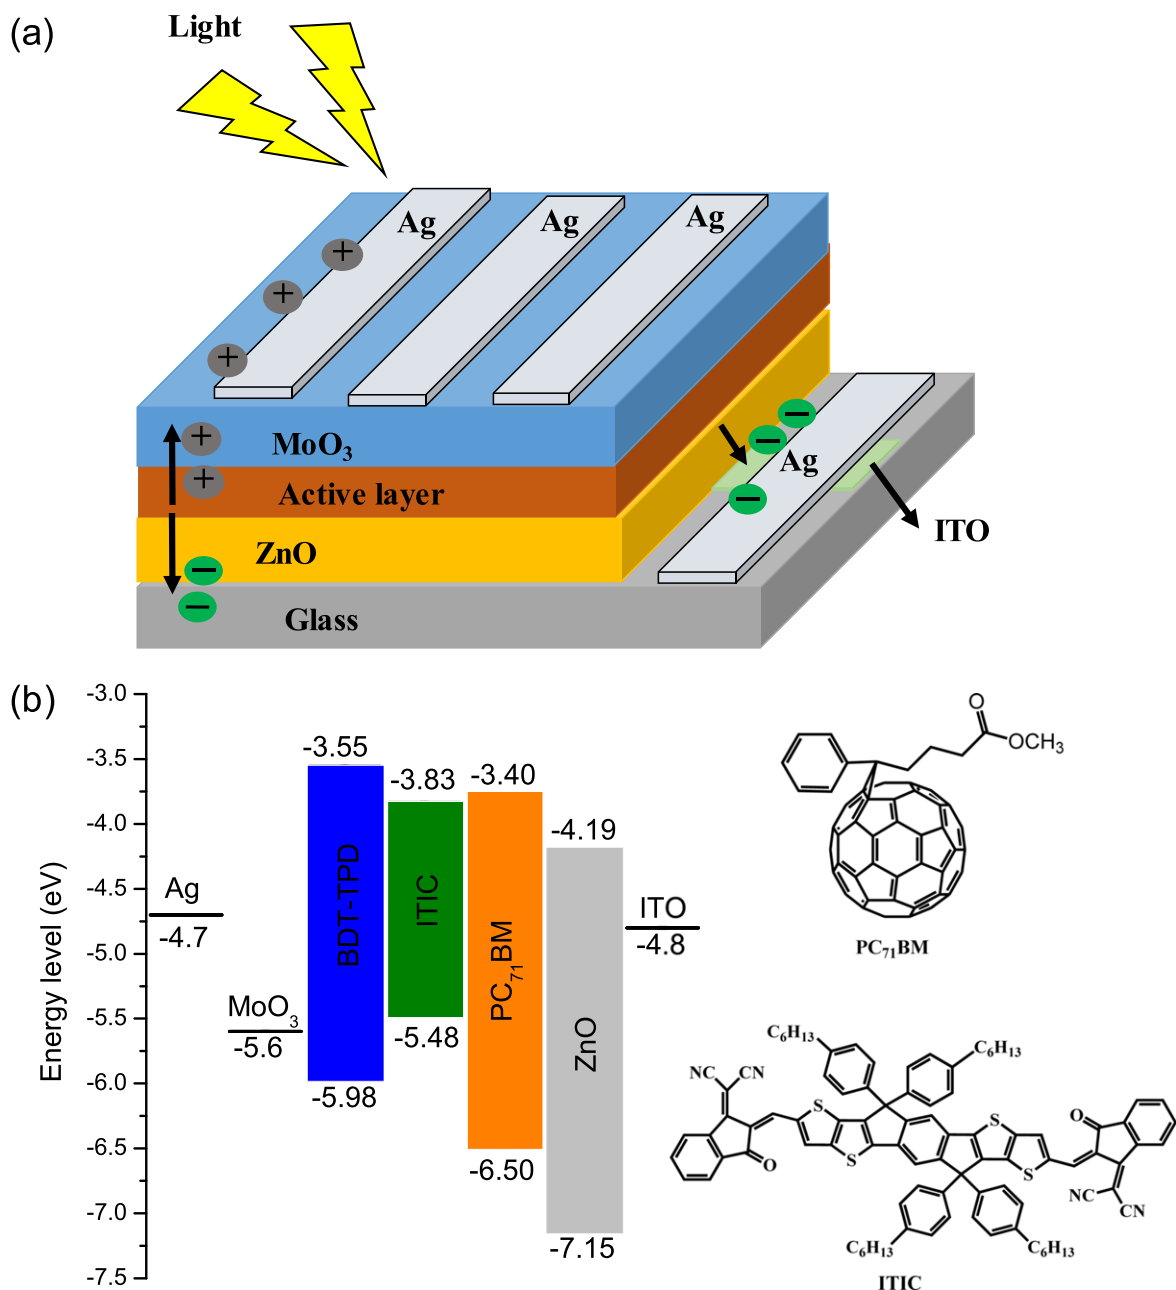 (a)
Light
Ag
Ag
Ag
+
+
+
+
MoO3
+
Active layer
Ag
ITO
ZnO
Glass
(b)
Energy level (eV)
-3.0
-3.5
-4.0
-4.5
-5.0
-5.5
-6.0
-6.5
-7.0
-7.5
Ag
-4.7
MoO3
-5.6
-3.55
BDT-TPD
-5.98
-3.83
ITIC
-5.48
-3.40
PC71BM
-6.50
-4.19
ZnO
-7.15
ITO
-4.8
O
OCH3
PC71BM
C6H13
C6H13
NC
CN
S
S
O
O
S
S
NC
CN
C6H13
C6H13
ITIC